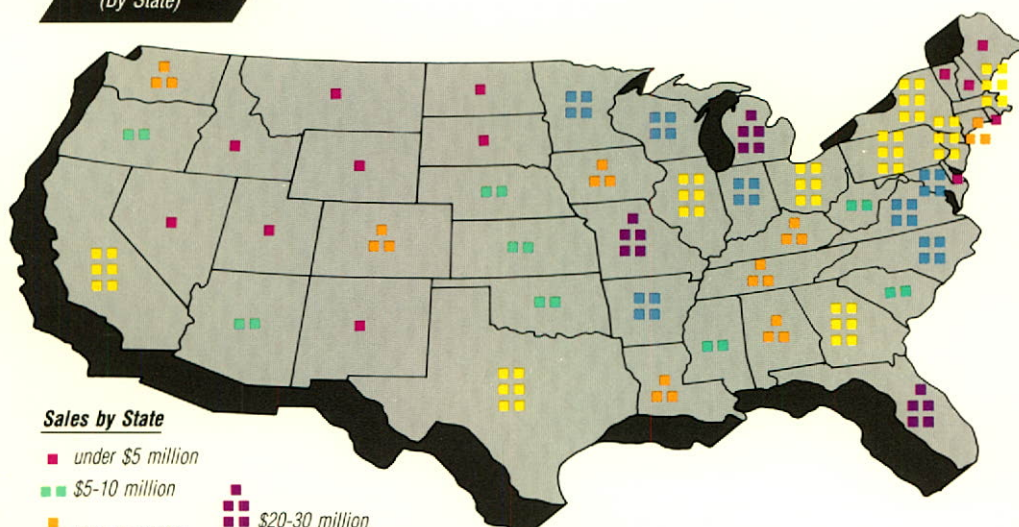 (By State)
Sales by State
under $5 million
$5-10 million
$20-30 million